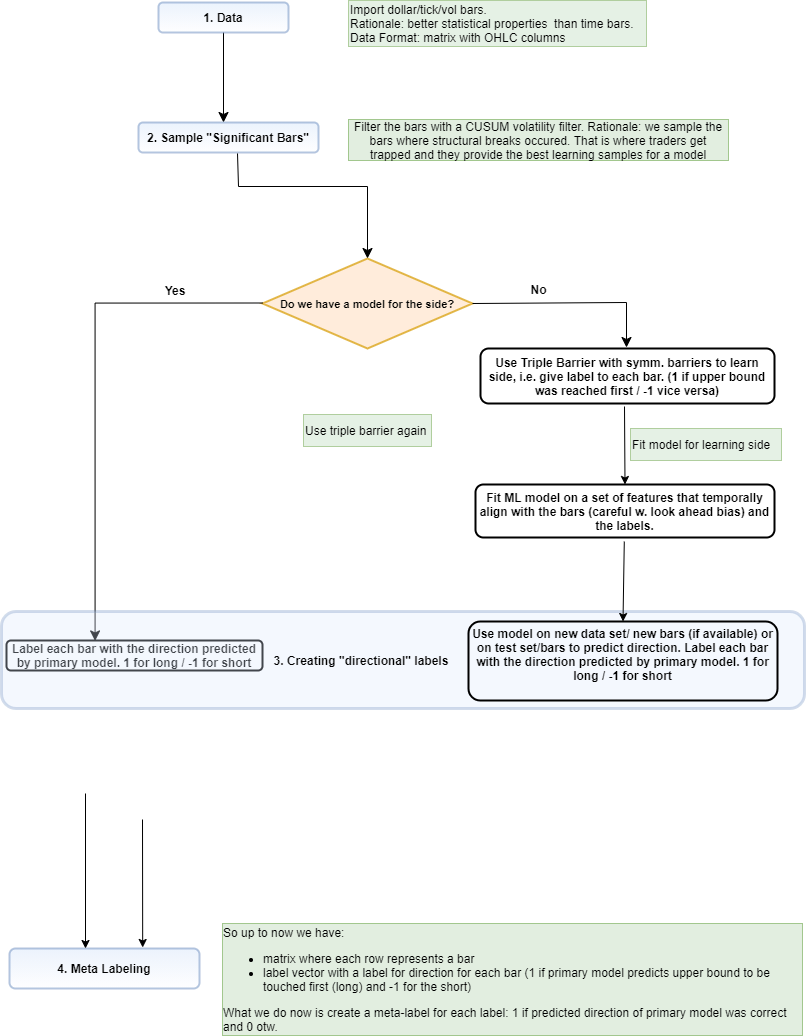 1. Data
Import dollar/tick/vol bars.
Rationale: better statistical properties  than time bars.
Data Format: matrix with OHLC columns
2. Sample "Significant Bars"
Filter the bars with a CUSUM volatility filter. Rationale: we sample the
bars where structural breaks occured. That is where traders get
trapped and they provide the best learning samples for a model
Do we have a model for the side?
Yes
No
Use Triple Barrier with symm. barriers to learn
side, i.e. give label to each bar. (1 if upper bound
was reached first / -1 vice versa)
Use triple barrier again
Fit model for learning side
Fit ML model on a set of features that temporally
align with the bars (careful w. look ahead bias) and
the labels.
Label each bar with the direction predicted
by primary model. 1 for long / -1 for short
3. Creating "directional" labels
Use model on new data set/ new bars (if available) or
on test set/bars to predict direction. Label each bar
with the direction predicted by primary model. 1 for
long / -1 for short
4. Meta Labeling
So up to now we have:
• matrix where each row represents a bar
• label vector with a label for direction for each bar (1 if primary model predicts upper bound to be
touched first (long) and -1 for the short)
What we do now is create a meta-label for each label: 1 if predicted direction of primary model was correct
and 0 otw.